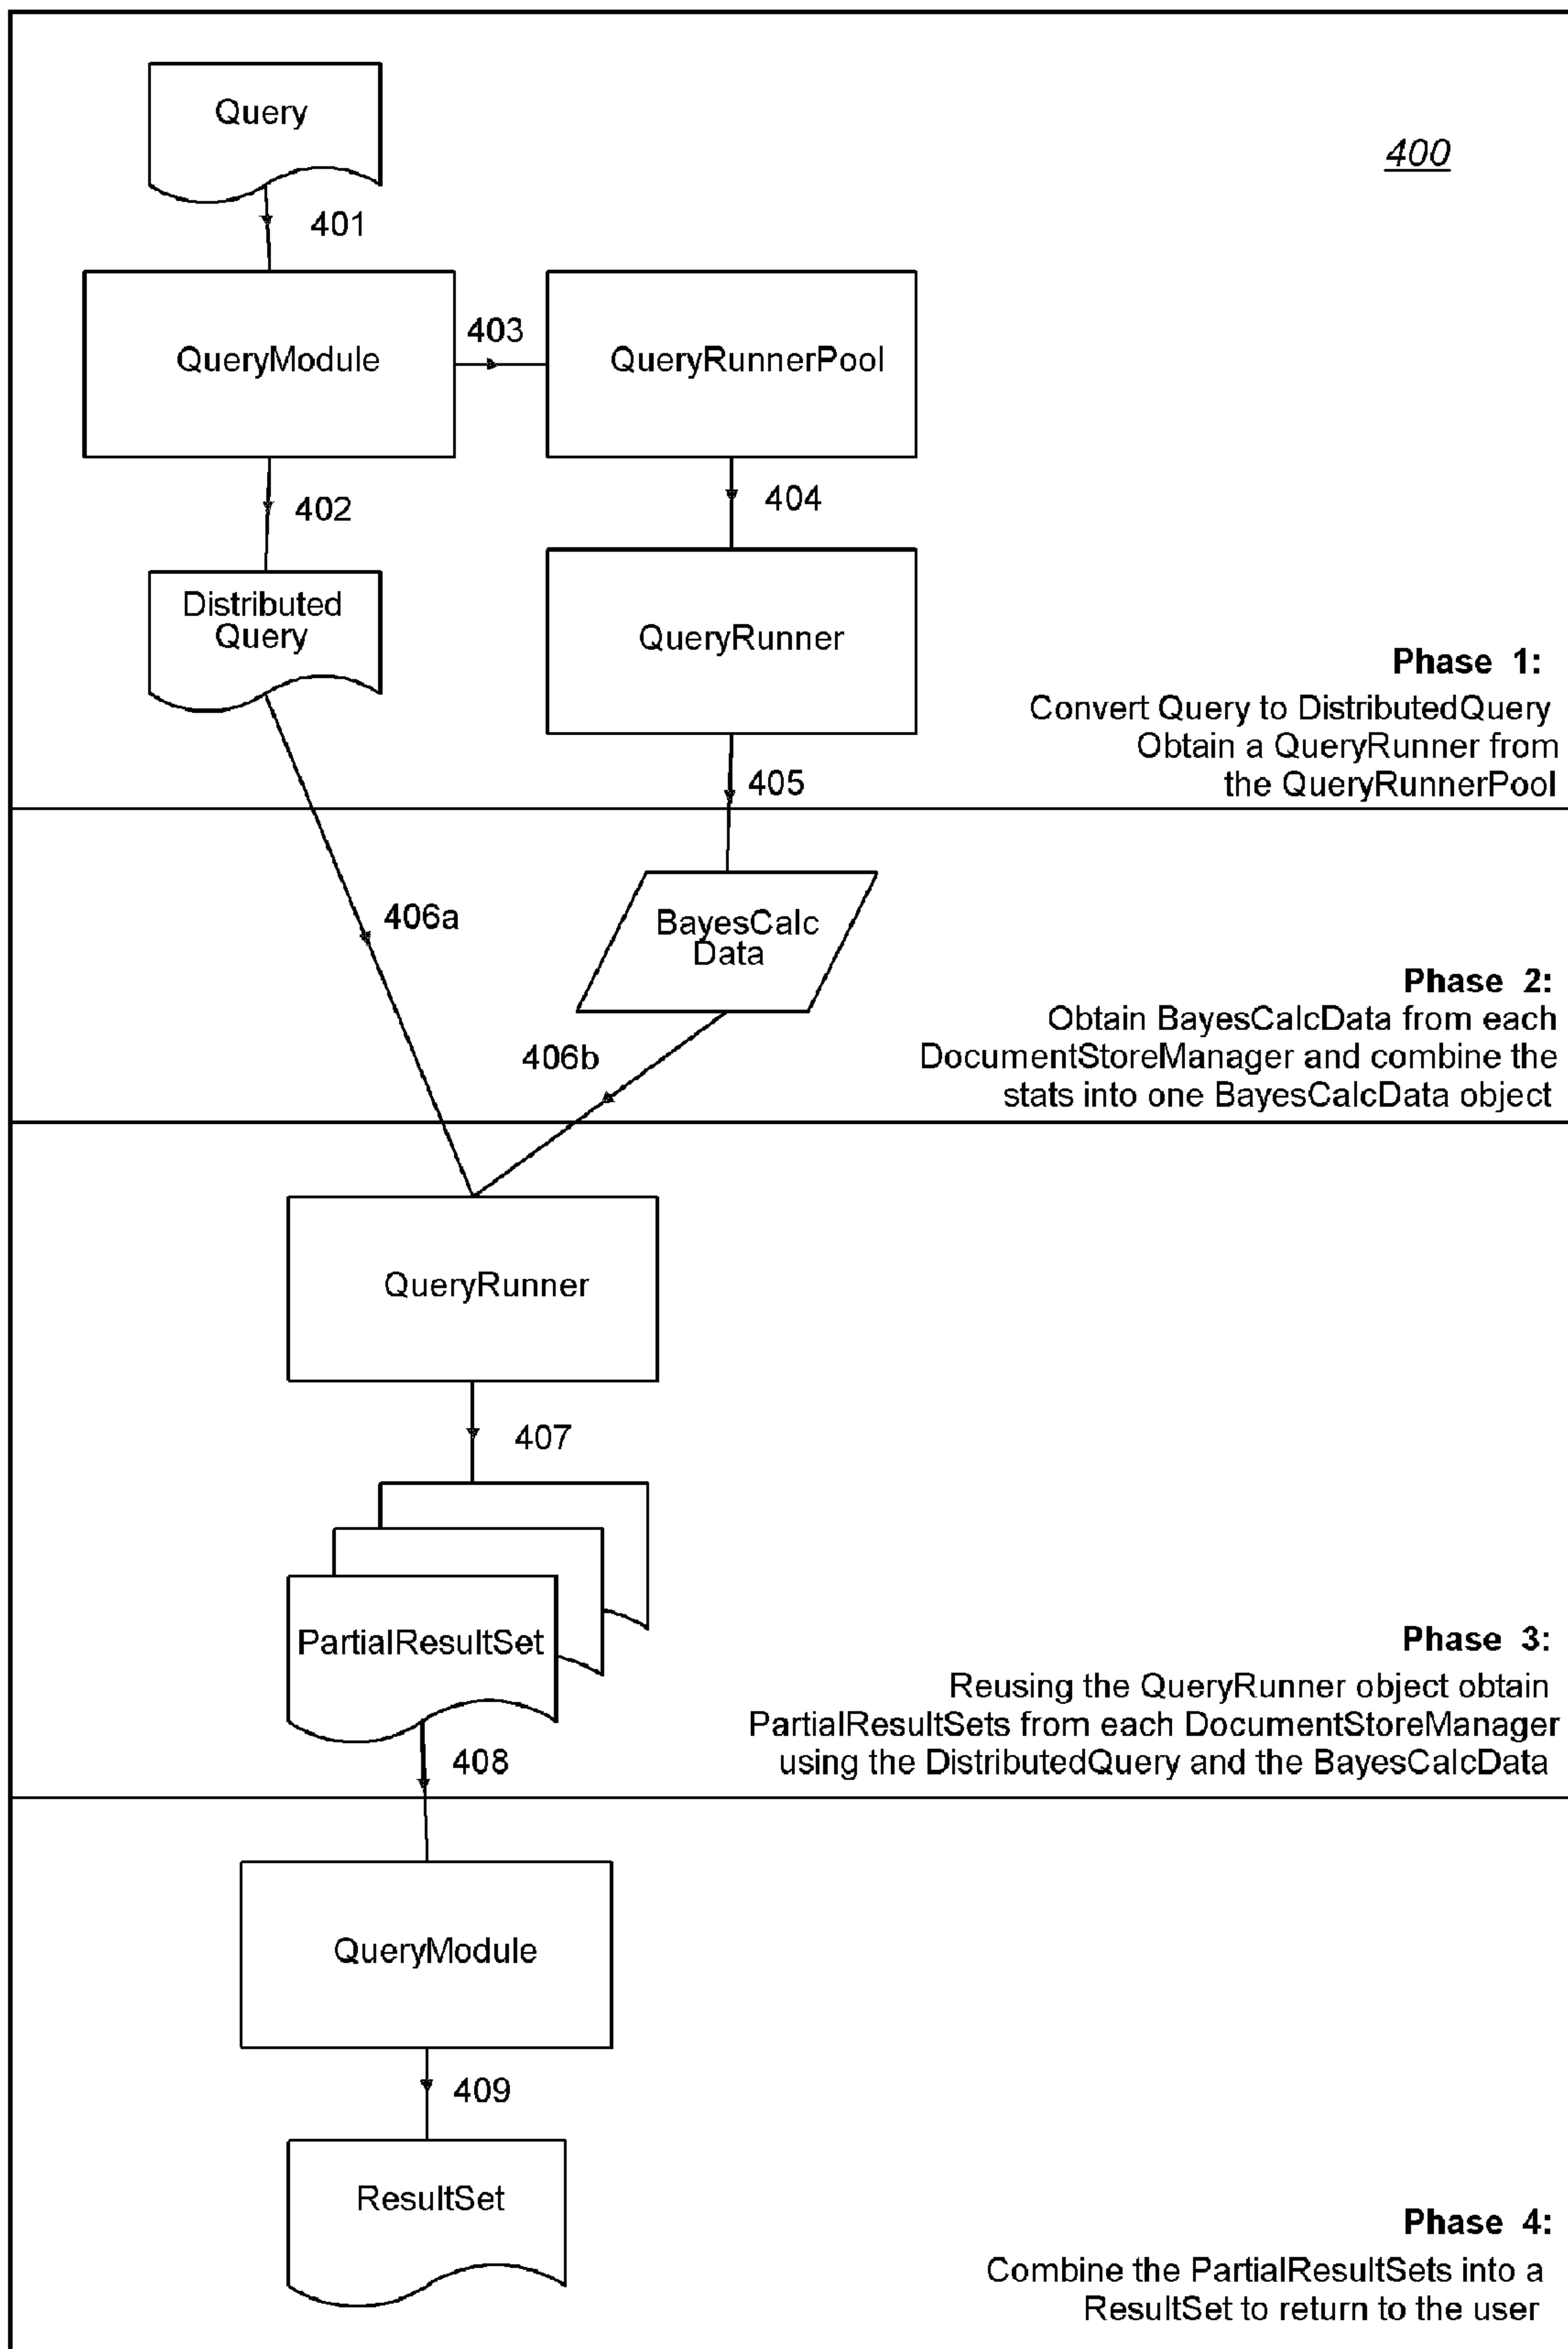 Query
400
401
QueryModule
403
QueryRunnerPool
402
404
Distributed
Query
QueryRunner
Phase 1:
Convert Query to DistributedQuery
Obtain a QueryRunner from
the QueryRunnerPool
405
406a
BayesCalc
Data
406b
Phase 2:
Obtain BayesCalcData from each
DocumentStoreManager and combine the
stats into one BayesCalcData object
QueryRunner
407
PartialResultSet
408
Phase 3:
Reusing the QueryRunner object obtain
PartialResultSets from each DocumentStoreManager
using the DistributedQuery and the BayesCalcData
QueryModule
409
ResultSet
Phase 4:
Combine the PartialResultSets into a
ResultSet to return to the user